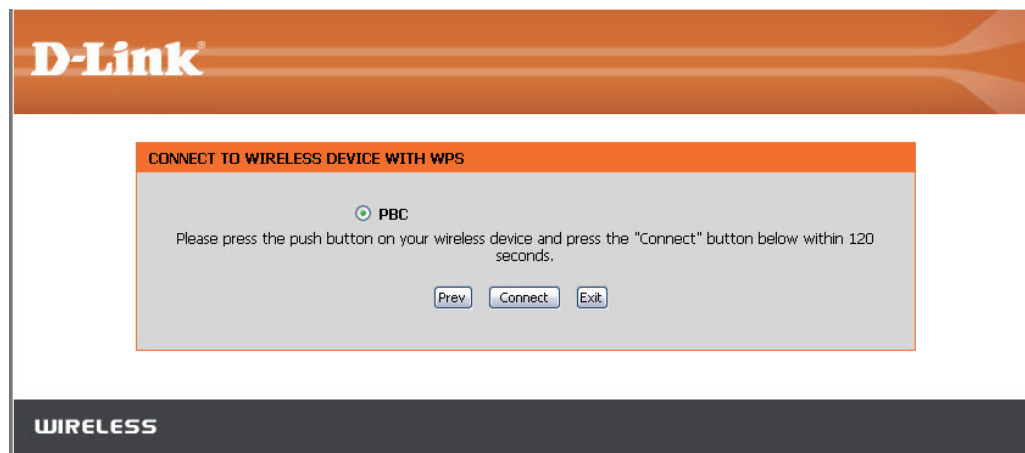 D-Link®
CONNECT TO WIRELESS DEVICE WITH WPS
PBC
Please press the push button on your wireless device and press the "Connect" button below within 120
seconds.
Prev Connect Exit
WIRELESS